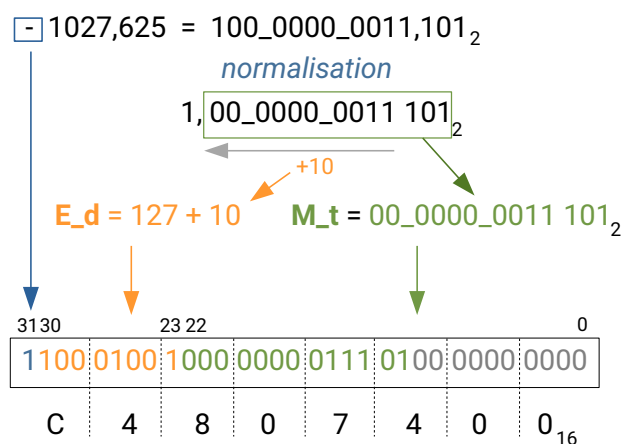 - 1027,625 = 100_0000_0011,101₂
normalisation
1, 00_0000_0011 101₂
+10
E_d = 127 + 10 M_t = 00_0000_0011 101₂
31 30 23 22 0
1100 0100 1000 0000 0111 0100 0000 0000
C 4 8 0 7 4 0 0₁₆